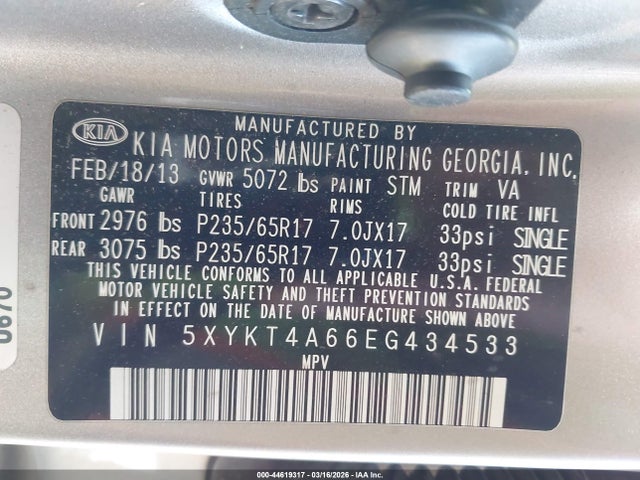 MANUFACTURED BY
KIA KIA MOTORS MANUFACTURING GEORGIA, INC.
FEB/18/13 GVWR 5072 lbs PAINT STM TRIM VA
GAWR TIRES RIMS COLD TIRE INFL
FRONT 2976 lbs P235/65R17 7.0JX17 33psi SINGLE
REAR 3075 lbs P235/65R17 7.0JX17 33psi SINGLE
THIS VEHICLE CONFORMS TO ALL APPLICABLE U.S.A. FEDERAL
MOTOR VEHICLE SAFETY AND THEFT PREVENTION STANDARDS
IN EFFECT ON THE DATE OF MANUFACTURE SHOWN ABOVE.
VIN 5XYKT4A66EG434533
MPV
0670
000-44619317 - 03/16/2026 - IAA Inc.